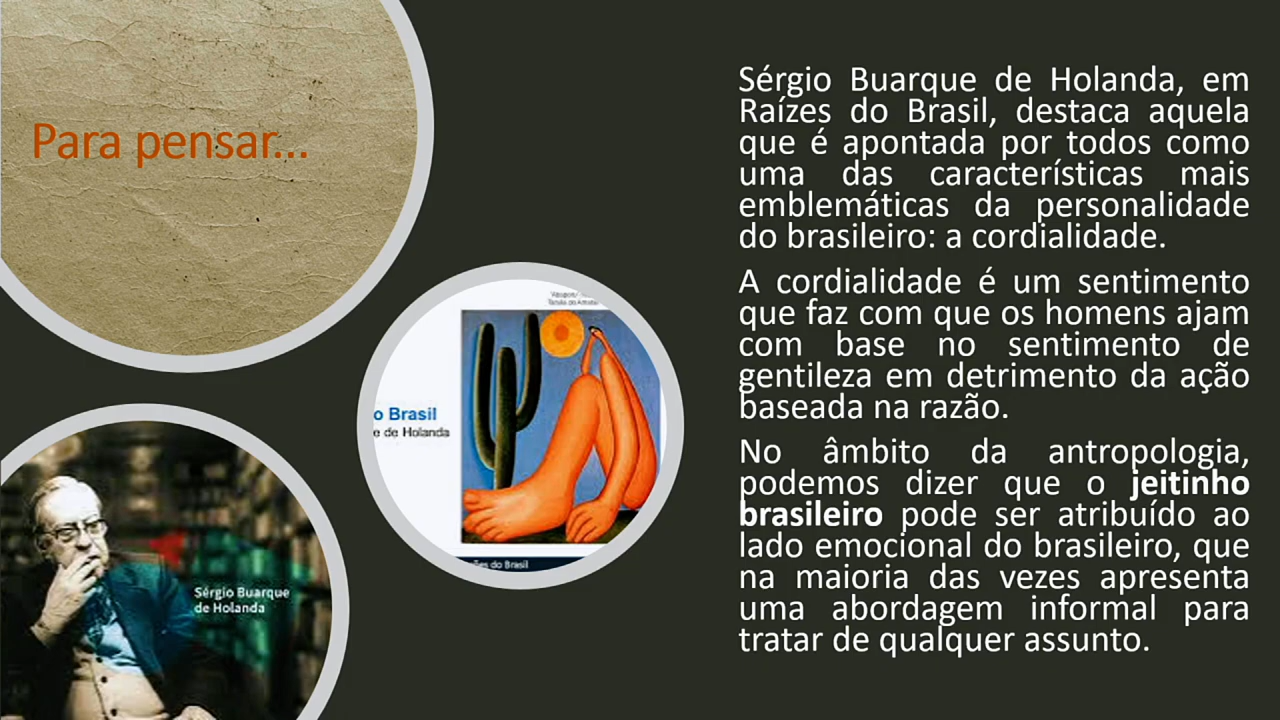 Para pensar...
Sérgio Buarque de Holanda, em
Raízes do Brasil, destaca aquela
que é apontada por todos como
uma das características mais
emblemáticas da personalidade
do brasileiro: a cordialidade.
A cordialidade é um sentimento
que faz com que os homens ajam
com base no sentimento de
gentileza em detrimento da ação
baseada na razão.
No âmbito da antropologia,
podemos dizer que o jeitinho
brasileiro pode ser atribuído ao
lado emocional do brasileiro, que
na maioria das vezes apresenta
uma abordagem informal para
tratar de qualquer assunto.
o Brasil
e de Holanda
do Brasil
Sérgio Buarque
de Holanda